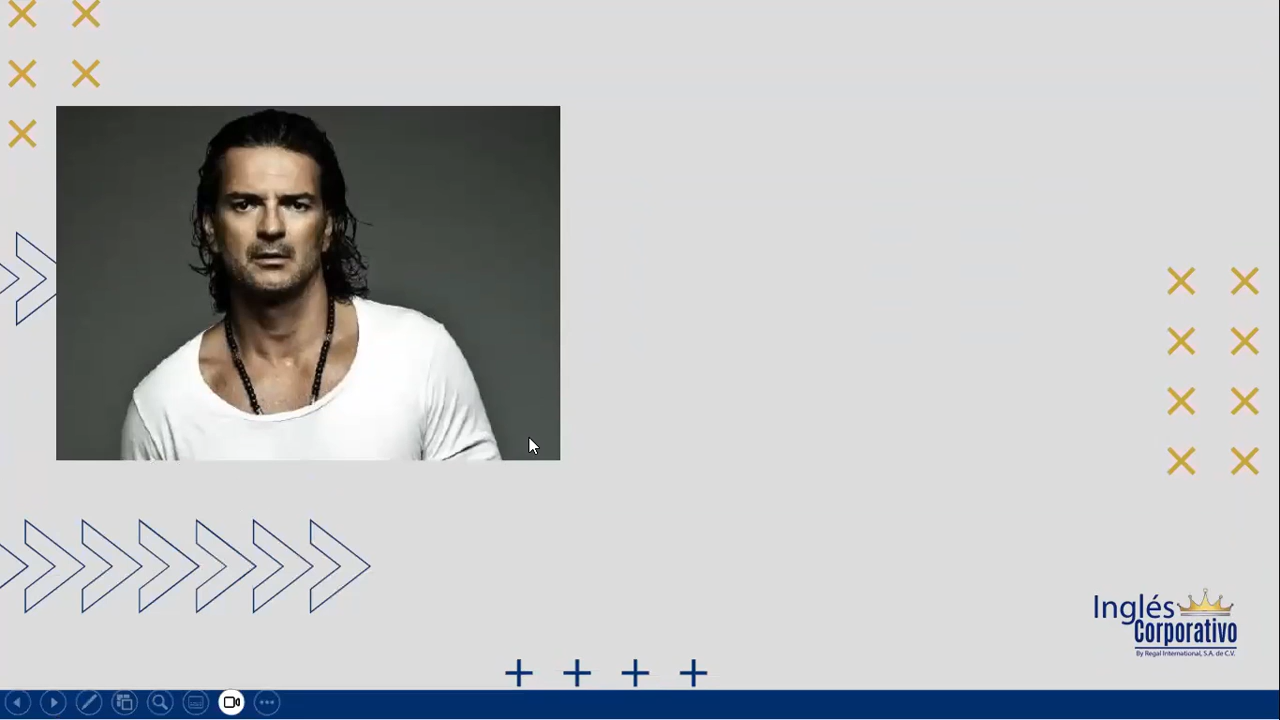 Inglés
Corporativo
By Regal International, S.A. de C.V.